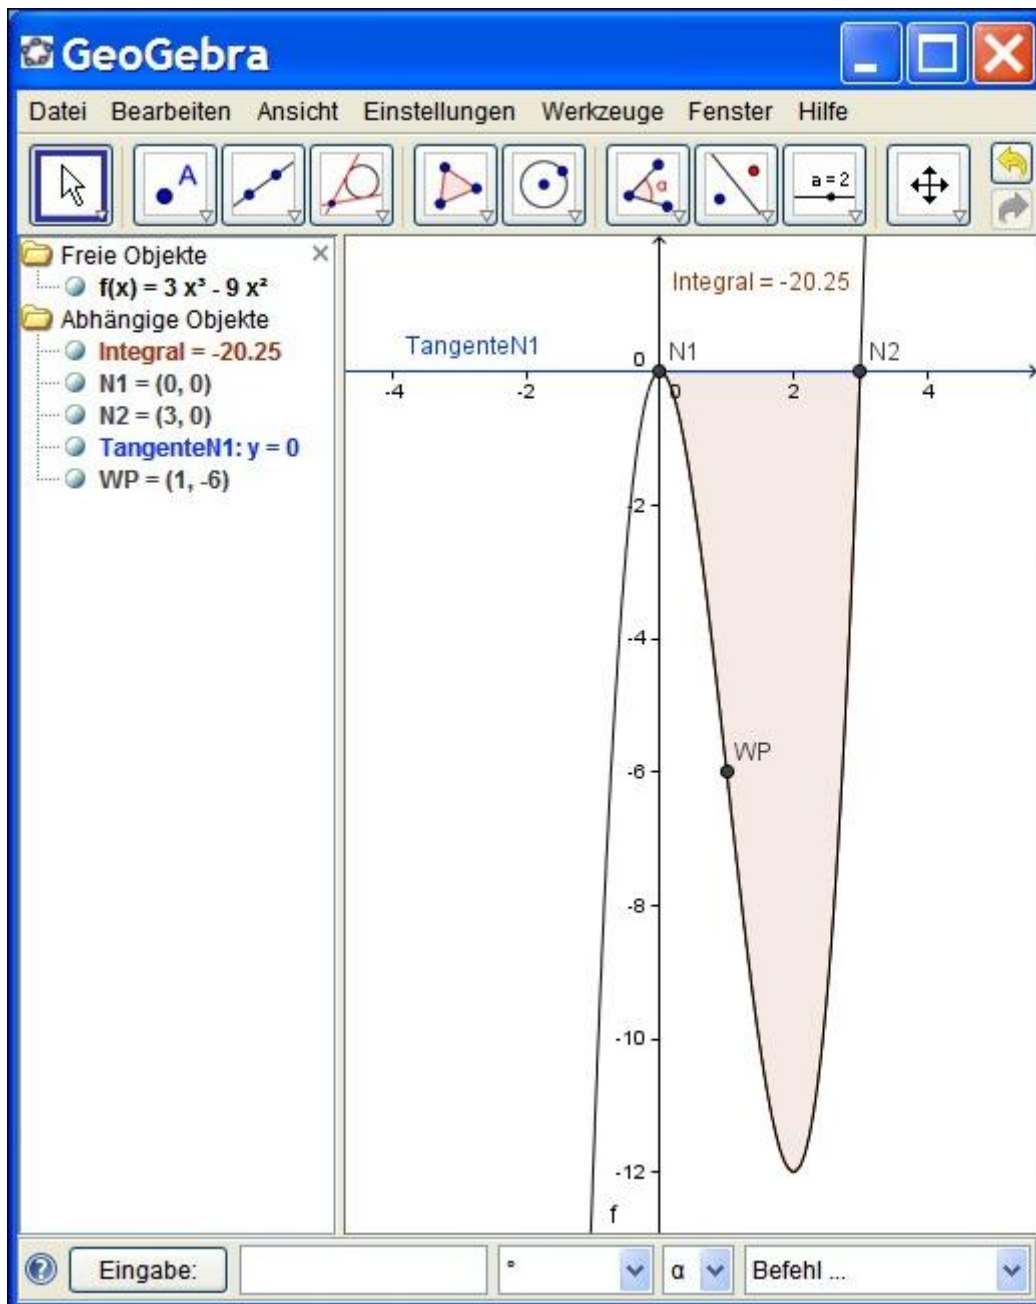 GeoGebra
Datei Bearbeiten Ansicht Einstellungen Werkzeuge Fenster Hilfe
A
α
a = 2
Freie Objekte
f(x) = 3 x³ - 9 x²
Abhängige Objekte
Integral = -20.25
N1 = (0, 0)
N2 = (3, 0)
TangenteN1: y = 0
WP = (1, -6)
Integral = -20.25
TangenteN1
0 N1 N2
-4 -2 0 2 4
-2
-4
WP
-6
-8
-10
-12
f
Eingabe: ° α Befehl ...